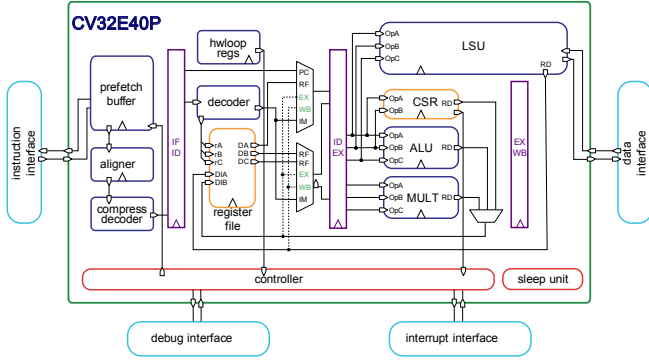 CV32E40P
instruction
interface
prefetch
buffer
aligner
compress
decoder
IF
ID
hwloop
regs
decoder
rA
rB
rC
DIA
DIB
DA
DB
DC
register
file
PC
RF
EX
WB
IM
RF
RF
EX
WB
IM
ID
EX
OpA
OpB
OpC
LSU
RD
OpA
OpB
CSR
RD
OpA
OpB
OpC
ALU
RD
OpA
OpB
OpC
MULT
RD
EX
WB
data
interface
controller
sleep unit
debug interface
interrupt interface